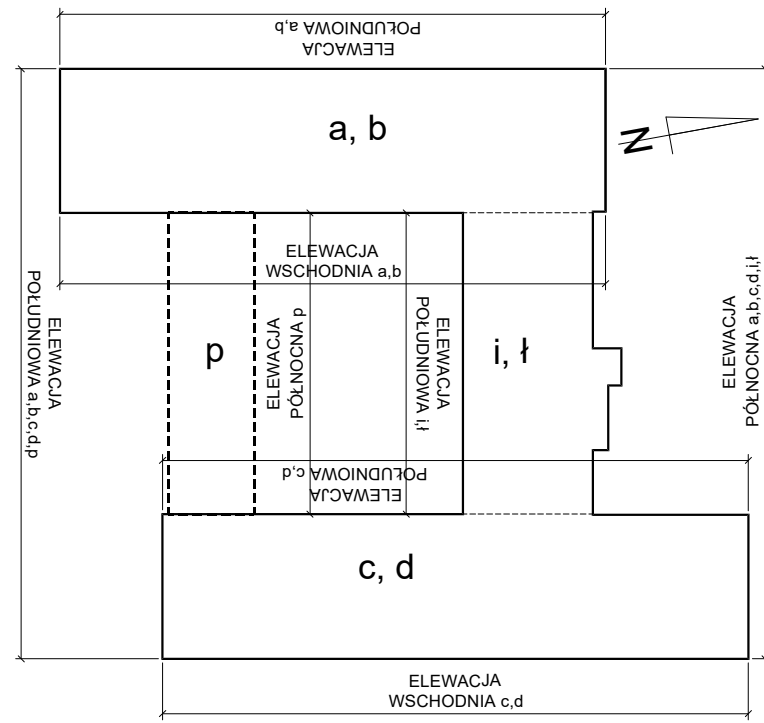 ELEWACJA
POŁUDNIOWA a,b
a, b
N
ELEWACJA
WSCHODNIA a,b
ELEWACJA
POŁUDNIOWA a,b,c,d,p
p
ELEWACJA
PÓŁNOCNA p
ELEWACJA
POŁUDNIOWA i,ł
i, ł
ELEWACJA
PÓŁNOCNA a,b,c,d,i,ł
ELEWACJA
POŁUDNIOWA c,d
c, d
ELEWACJA
WSCHODNIA c,d